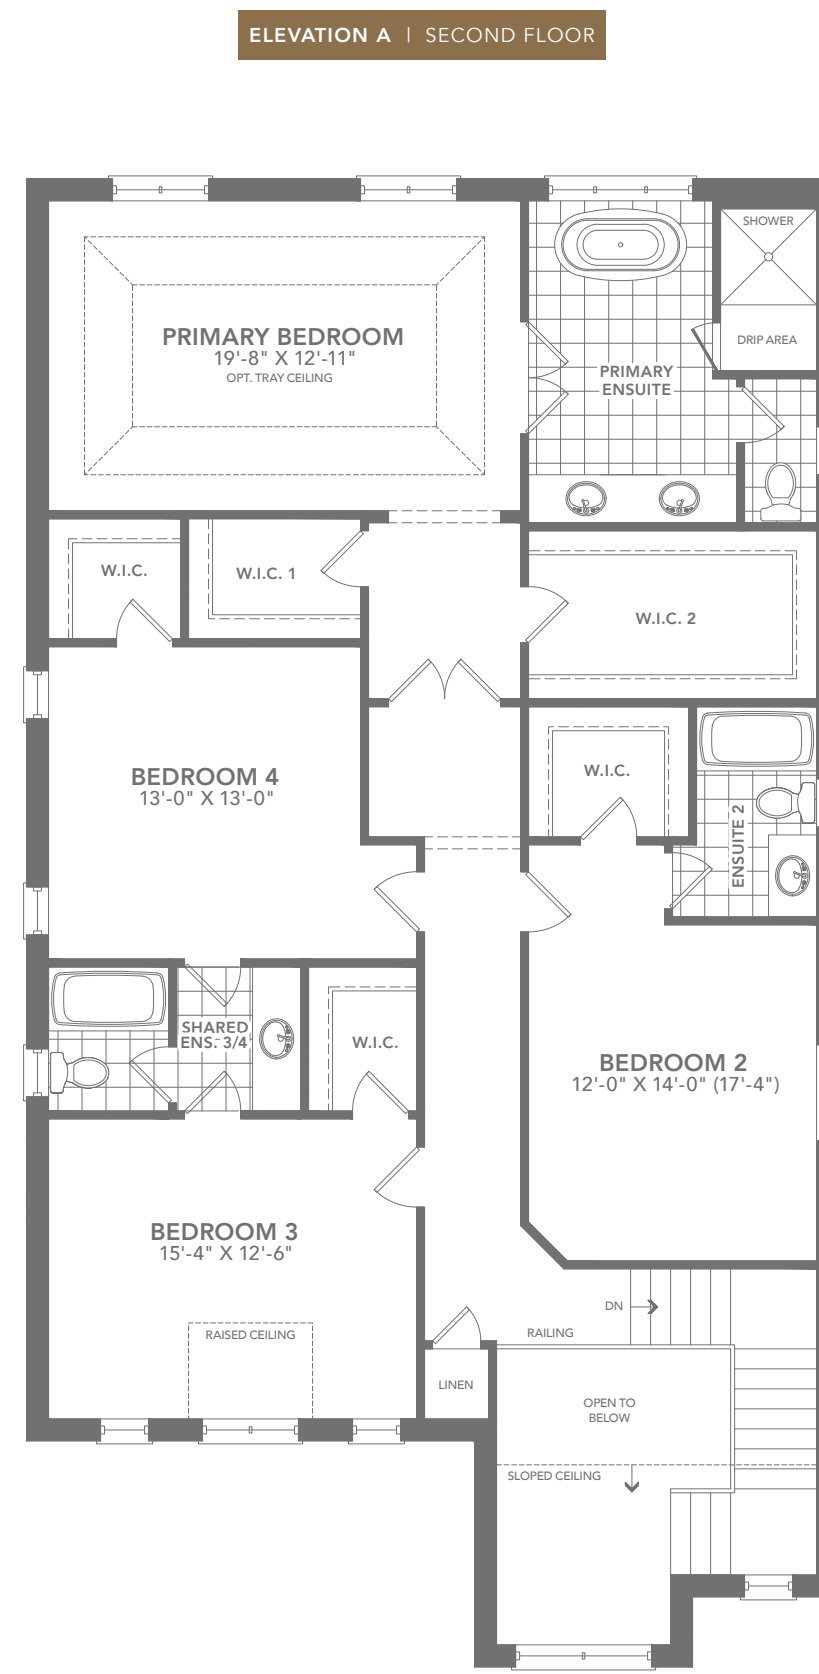 ELEVATION A | SECOND FLOOR
SHOWER
DRIP AREA
PRIMARY BEDROOM
19'-8" X 12'-11"
OPT. TRAY CEILING
PRIMARY
ENSUITE
W.I.C.
W.I.C. 1
W.I.C. 2
BEDROOM 4
13'-0" X 13'-0"
W.I.C.
ENSUITE 2
SHARED
ENS. 3/4
W.I.C.
BEDROOM 2
12'-0" X 14'-0" (17'-4")
BEDROOM 3
15'-4" X 12'-6"
RAISED CEILING
DN
RAILING
LINEN
OPEN TO
BELOW
SLOPED CEILING